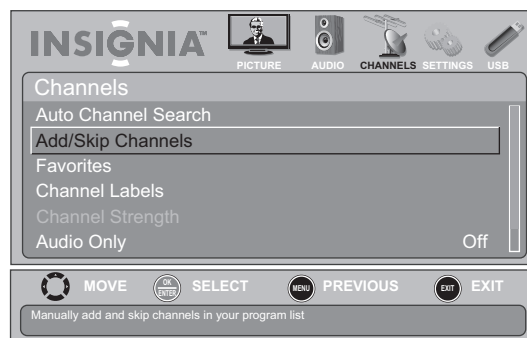 INSIGNIA™
PICTURE AUDIO CHANNELS SETTINGS USB
Channels
Auto Channel Search
Add/Skip Channels
Favorites
Channel Labels
Channel Strength
Audio Only Off
MOVE OK ENTER SELECT MENU PREVIOUS EXIT EXIT
Manually add and skip channels in your program list